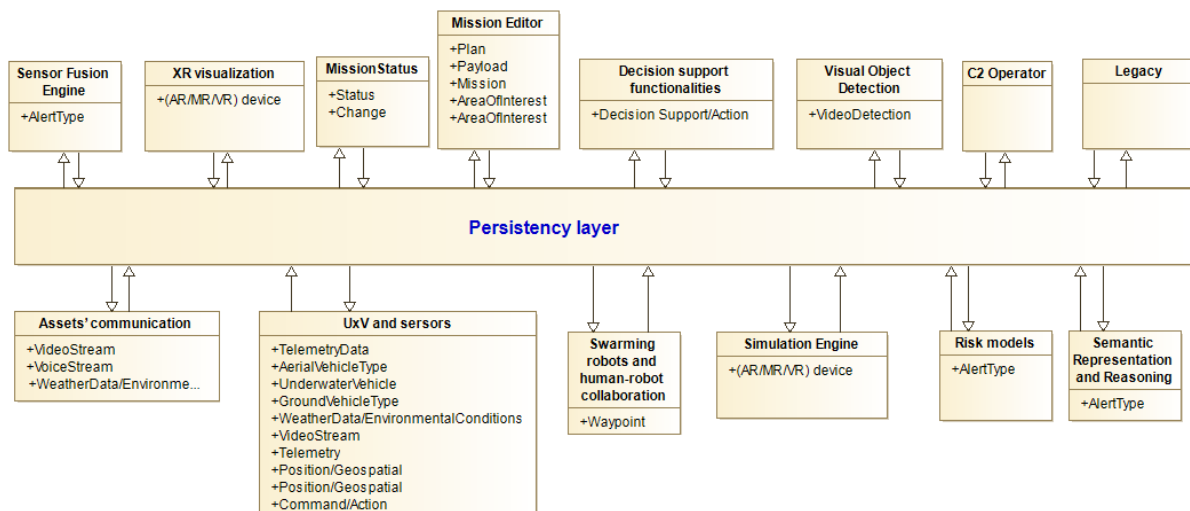 Sensor Fusion
Engine
+AlertType
XR visualization
+(AR/MR/VR) device
MissionStatus
+Status
+Change
Mission Editor
+Plan
+Payload
+Mission
+AreaOfInterest
+AreaOfInterest
Decision support
functionalities
+Decision Support/Action
Visual Object
Detection
+VideoDetection
C2 Operator
Legacy
Persistency layer
Assets' communication
+VideoStream
+VoiceStream
+WeatherData/Environme...
UxV and sersors
+TelemetryData
+AerialVehicleType
+UnderwaterVehicle
+GroundVehicleType
+WeatherData/EnvironmentalConditions
+VideoStream
+Telemetry
+Position/Geospatial
+Position/Geospatial
+Command/Action
Swarming
robots and
human-robot
collaboration
+Waypoint
Simulation Engine
+(AR/MR/VR) device
Risk models
+AlertType
Semantic
Representation
and Reasoning
+AlertType